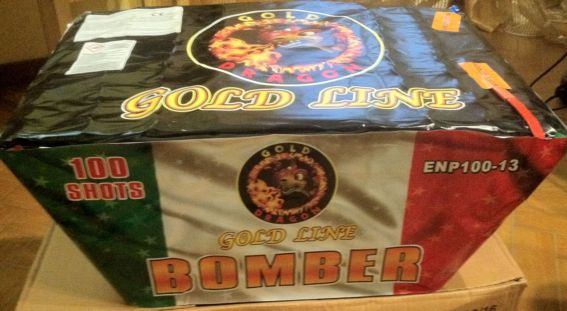 GOLD
DRAGON
GOLD LINE
100
SHOTS
GOLD
DRAGON
ENP100-13
GOLD LINE
BOMBER